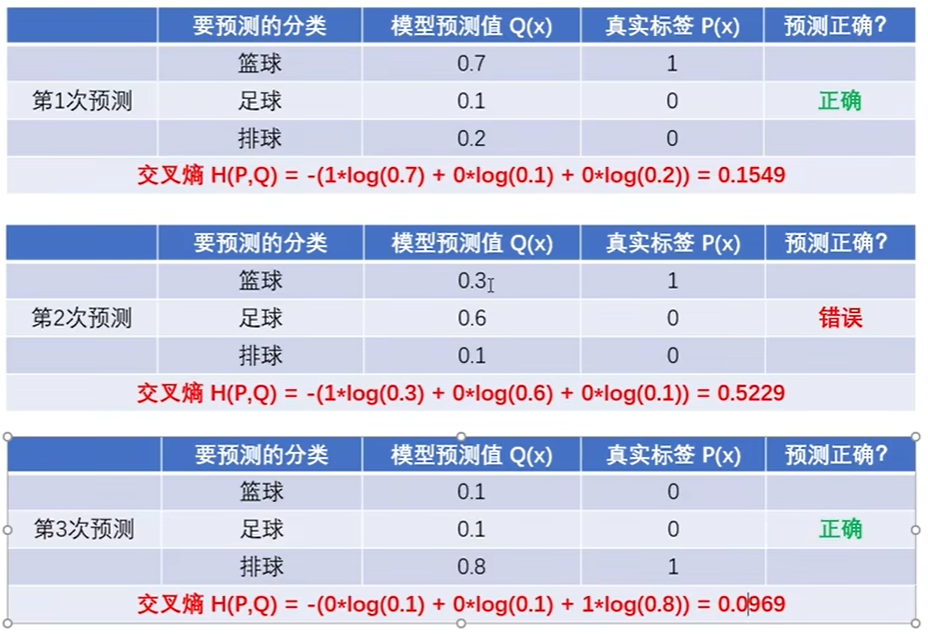 要预测的分类 模型预测值 Q(x) 真实标签 P(x) 预测正确?
篮球 0.7 1
第1次预测 足球 0.1 0 正确
排球 0.2 0
交叉熵 H(P,Q) = -(1*log(0.7) + 0*log(0.1) + 0*log(0.2)) = 0.1549
要预测的分类 模型预测值 Q(x) 真实标签 P(x) 预测正确?
篮球 0.3 1
第2次预测 足球 0.6 0 错误
排球 0.1 0
交叉熵 H(P,Q) = -(1*log(0.3) + 0*log(0.6) + 0*log(0.1)) = 0.5229
要预测的分类 模型预测值 Q(x) 真实标签 P(x) 预测正确?
篮球 0.1 0
第3次预测 足球 0.1 0 正确
排球 0.8 1
交叉熵 H(P,Q) = -(0*log(0.1) + 0*log(0.1) + 1*log(0.8)) = 0.0969